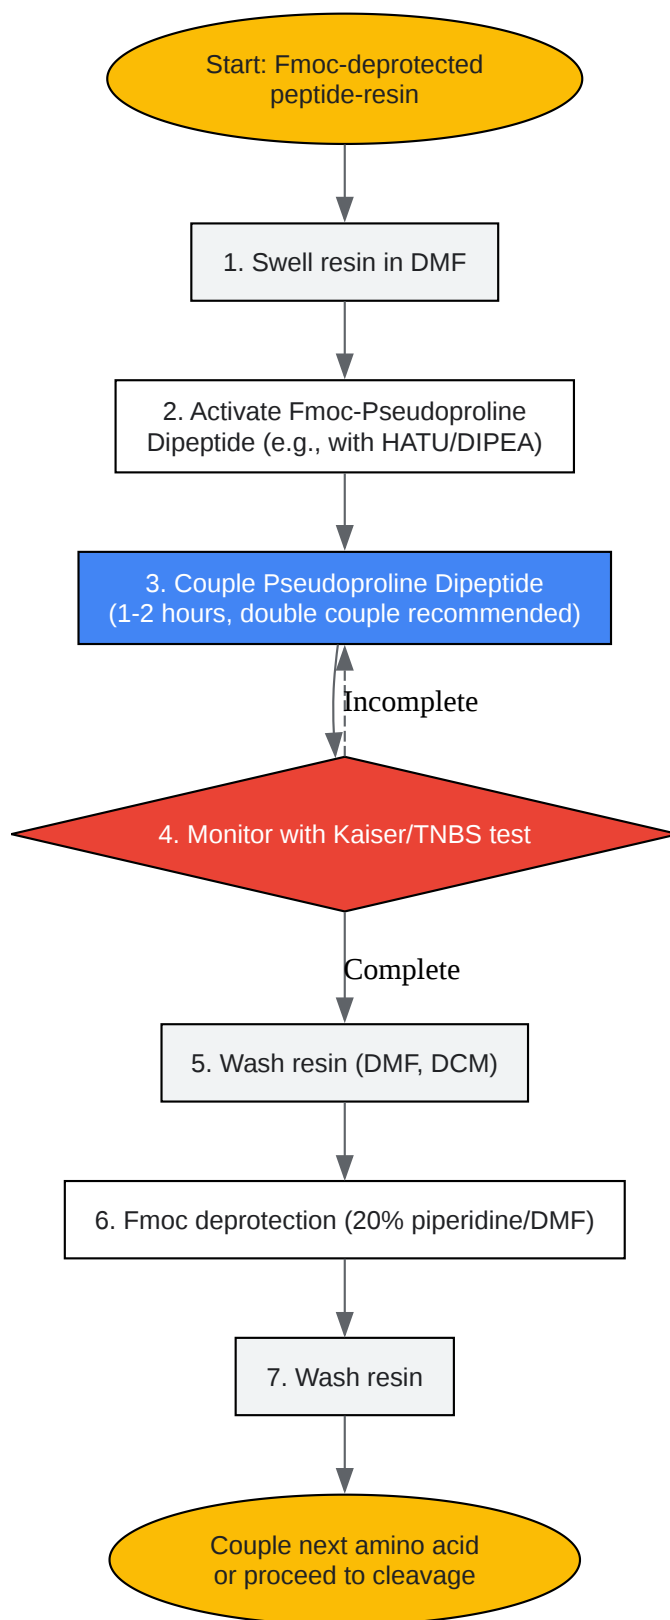 Start: Fmoc-deprotected
peptide-resin
1. Swell resin in DMF
2. Activate Fmoc-Pseudoproline
Dipeptide (e.g., with HATU/DIPEA)
3. Couple Pseudoproline Dipeptide
(1-2 hours, double couple recommended)
Incomplete
4. Monitor with Kaiser/TNBS test
Complete
5. Wash resin (DMF, DCM)
6. Fmoc deprotection (20% piperidine/DMF)
7. Wash resin
Couple next amino acid
or proceed to cleavage